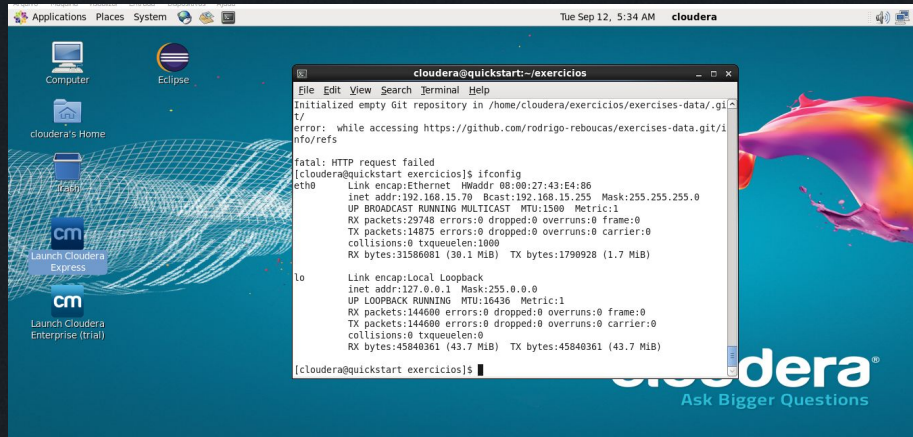 Applications Places System
Tue Sep 12, 5:34 AM cloudera
Computer
Eclipse
cloudera's Home
Trash
cm
Launch Cloudera
Express
cm
Launch Cloudera
Enterprise (trial)
cloudera@quickstart:~/exercicios
File Edit View Search Terminal Help
Initialized empty Git repository in /home/cloudera/exercicios/exercises-data/.gi
t/
error:  while accessing https://github.com/rodrigo-reboucas/exercises-data.git/i
nfo/refs
fatal: HTTP request failed
[cloudera@quickstart exercicios]$ ifconfig
eth0      Link encap:Ethernet  HWaddr 08:00:27:43:E4:86
inet addr:192.168.15.70  Bcast:192.168.15.255  Mask:255.255.255.0
UP BROADCAST RUNNING MULTICAST  MTU:1500  Metric:1
RX packets:29748 errors:0 dropped:0 overruns:0 frame:0
TX packets:14875 errors:0 dropped:0 overruns:0 carrier:0
collisions:0 txqueuelen:1000
RX bytes:31586081 (30.1 MiB)  TX bytes:1790928 (1.7 MiB)
lo        Link encap:Local Loopback
inet addr:127.0.0.1  Mask:255.0.0.0
UP LOOPBACK RUNNING  MTU:16436  Metric:1
RX packets:144600 errors:0 dropped:0 overruns:0 frame:0
TX packets:144600 errors:0 dropped:0 overruns:0 carrier:0
collisions:0 txqueuelen:0
RX bytes:45840361 (43.7 MiB)  TX bytes:45840361 (43.7 MiB)
[cloudera@quickstart exercicios]$
cloudera®
Ask Bigger Questions